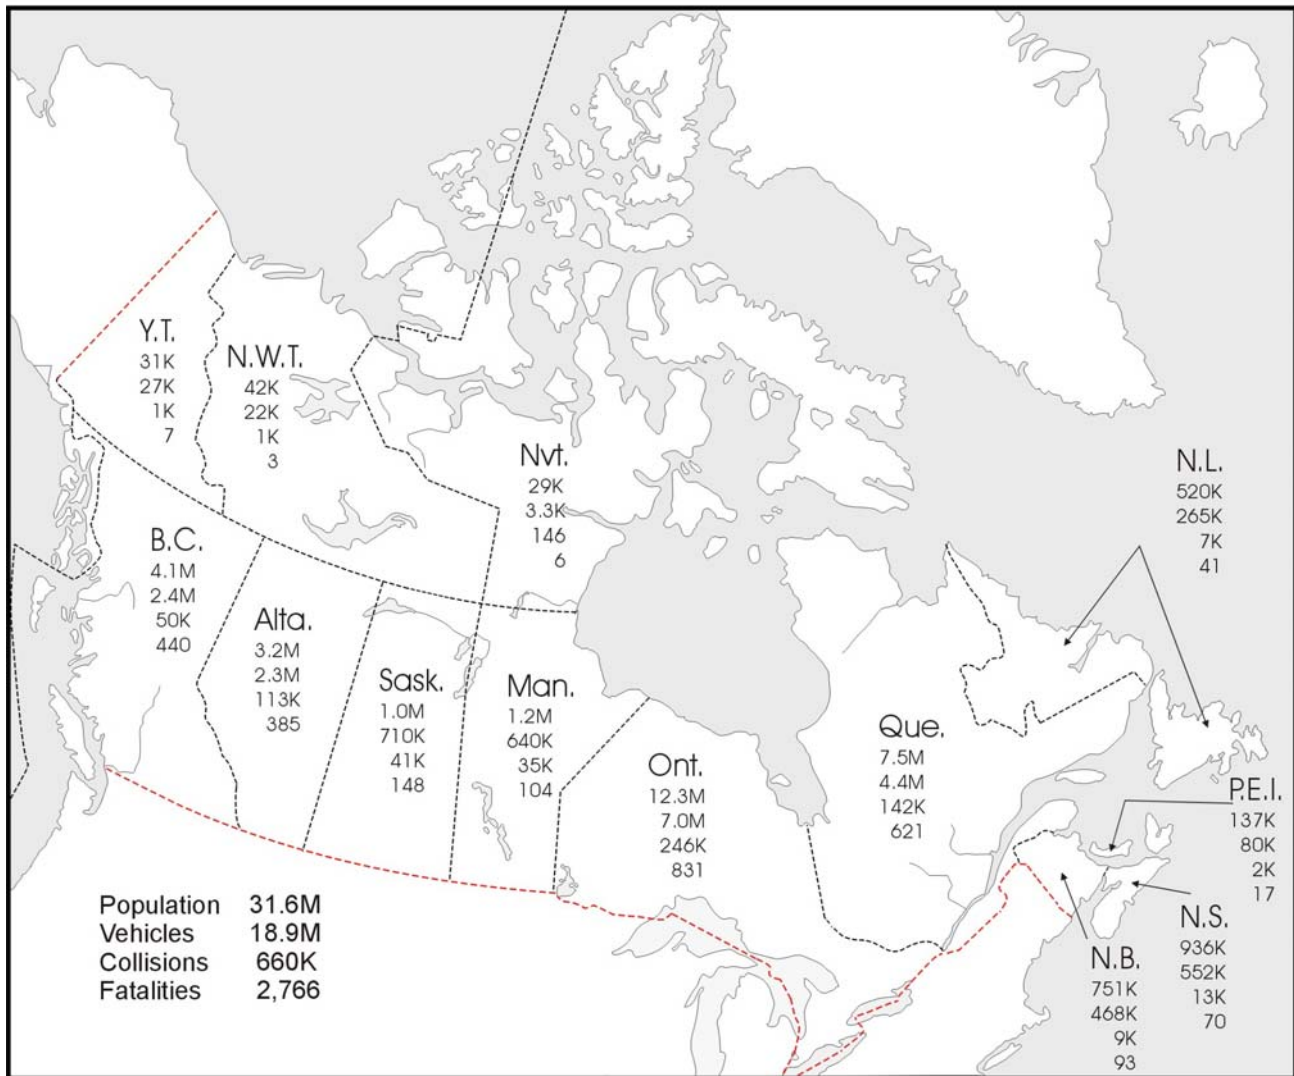 Y.T.
31K
27K
1K
7
N.W.T.
42K
22K
1K
3
Nvt.
29K
3.3K
146
6
N.L.
520K
265K
7K
41
B.C.
4.1M
2.4M
50K
440
Alta.
3.2M
2.3M
113K
385
Sask.
1.0M
710K
41K
148
Man.
1.2M
640K
35K
104
Ont.
12.3M
7.0M
246K
831
Que.
7.5M
4.4M
142K
621
P.E.I.
137K
80K
2K
17
N.S.
936K
552K
13K
70
N.B.
751K
468K
9K
93
Population 31.6M
Vehicles 18.9M
Collisions 660K
Fatalities 2,766